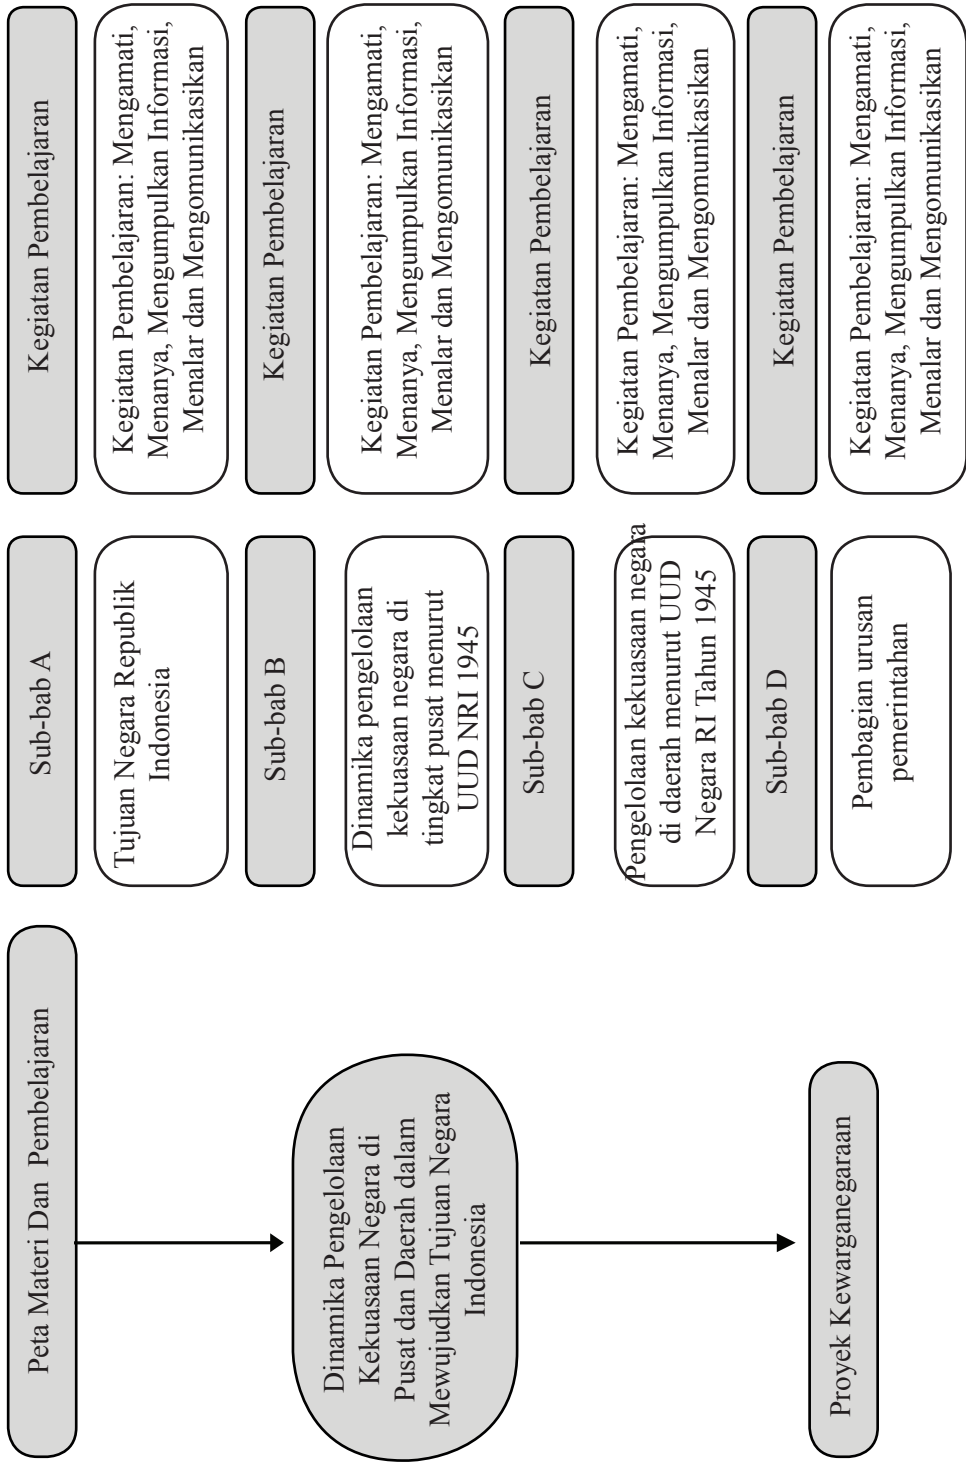 Peta Materi Dan Pembelajaran
Dinamika Pengelolaan
Kekuasaan Negara di
Pusat dan Daerah dalam
Mewujudkan Tujuan Negara
Indonesia
Proyek Kewarganegaraan
Sub-bab A
Tujuan Negara Republik
Indonesia
Sub-bab B
Dinamika pengelolaan
kekuasaan negara di
tingkat pusat menurut
UUD NRI 1945
Sub-bab C
Pengelolaan kekuasaan negara
di daerah menurut UUD
Negara RI Tahun 1945
Sub-bab D
Pembagian urusan
pemerintahan
Kegiatan Pembelajaran
Kegiatan Pembelajaran: Mengamati,
Menanya, Mengumpulkan Informasi,
Menalar dan Mengomunikasikan
Kegiatan Pembelajaran
Kegiatan Pembelajaran: Mengamati,
Menanya, Mengumpulkan Informasi,
Menalar dan Mengomunikasikan
Kegiatan Pembelajaran
Kegiatan Pembelajaran: Mengamati,
Menanya, Mengumpulkan Informasi,
Menalar dan Mengomunikasikan
Kegiatan Pembelajaran
Kegiatan Pembelajaran: Mengamati,
Menanya, Mengumpulkan Informasi,
Menalar dan Mengomunikasikan